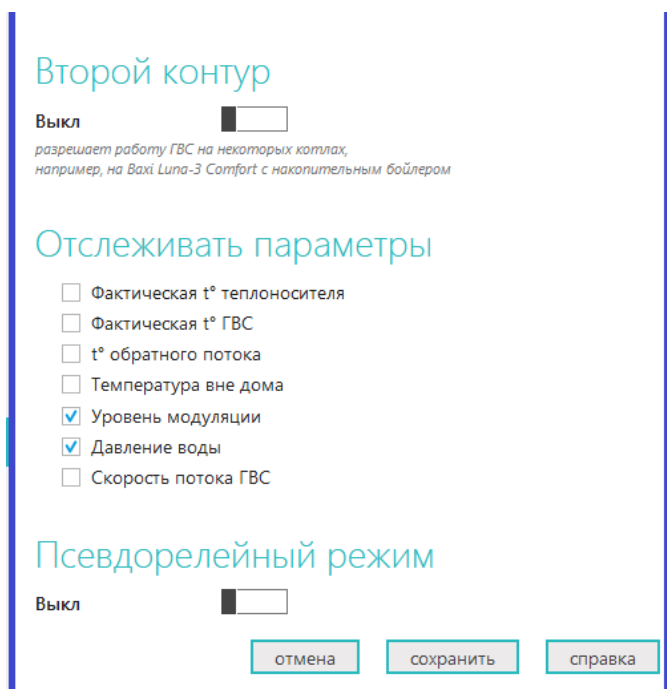 Второй контур
Выкл
разрешает работу ГВС на некоторых котлах,
например, на Baxi Luna-3 Comfort с накопительным бойлером
Отслеживать параметры
Фактическая t° теплоносителя
Фактическая t° ГВС
t° обратного потока
Температура вне дома
Уровень модуляции
Давление воды
Скорость потока ГВС
Псевдорелейный режим
Выкл
отмена сохранить справка